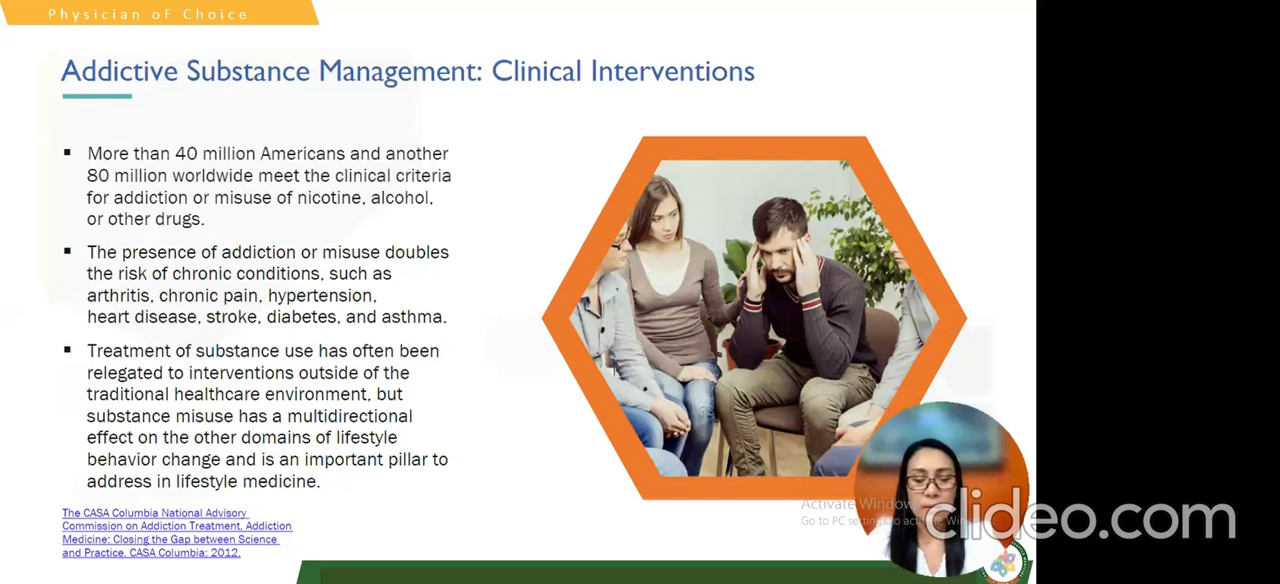 Physician oF Choice
Addictive Substance Management: Clinical Interventions
▪ More than 40 million Americans and another
80 million worldwide meet the clinical criteria
for addiction or misuse of nicotine, alcohol,
or other drugs.
▪ The presence of addiction or misuse doubles
the risk of chronic conditions, such as
arthritis, chronic pain, hypertension,
heart disease, stroke, diabetes, and asthma.
▪ Treatment of substance use has often been
relegated to interventions outside of the
traditional healthcare environment, but
substance misuse has a multidirectional
effect on the other domains of lifestyle
behavior change and is an important pillar to
address in lifestyle medicine.
The CASA Columbia National Advisory
Commission on Addiction Treatment. Addiction
Medicine: Closing the Gap between Science
and Practice. CASA Columbia; 2012.
Activate Window
Go to PC settings to
clideo.com